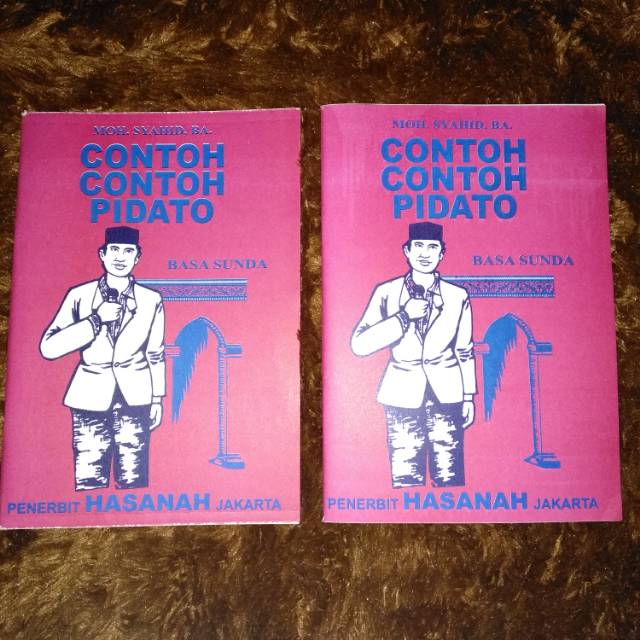 MOH. SYAHID, BA.
CONTOH
CONTOH
PIDATO
BASA SUNDA
PENERBIT HASANAH JAKARTA
MOH. SYAHID, BA.
CONTOH
CONTOH
PIDATO
BASA SUNDA
PENERBIT HASANAH JAKARTA